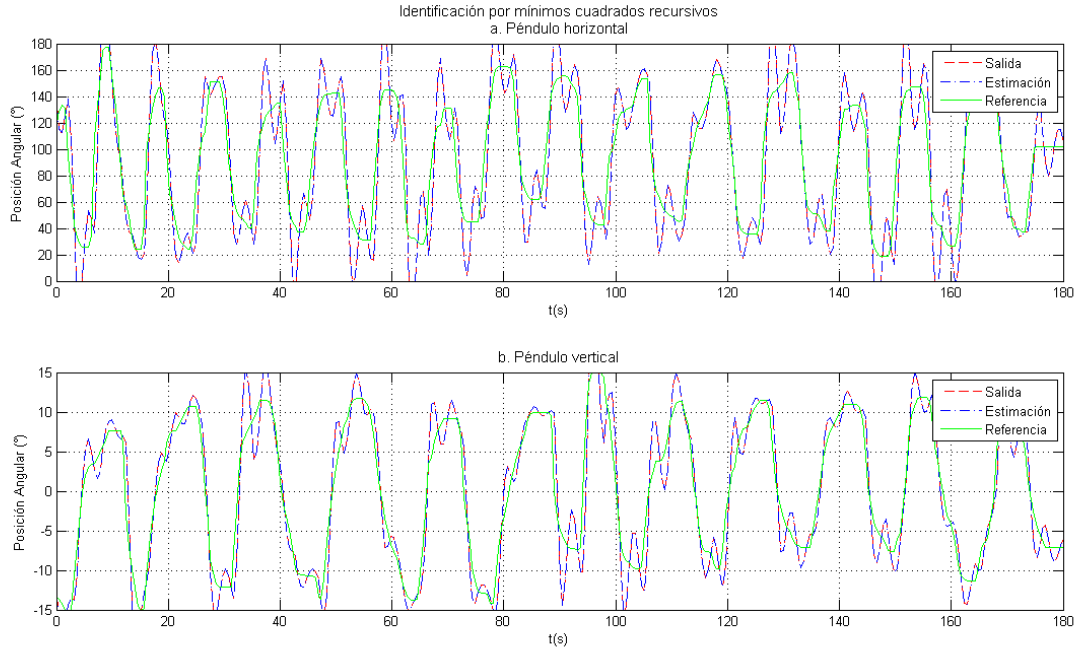 Identificación por mínimos cuadrados recursivos
a. Péndulo horizontal
180
160
140
120
100
80
60
40
20
0
Posición Angular (º)
Salida
Estimación
Referencia
0 20 40 60 80 100 120 140 160 180
t(s)
b. Péndulo vertical
15
10
5
0
-5
-10
-15
Posición Angular (º)
Salida
Estimación
Referencia
0 20 40 60 80 100 120 140 160 180
t(s)